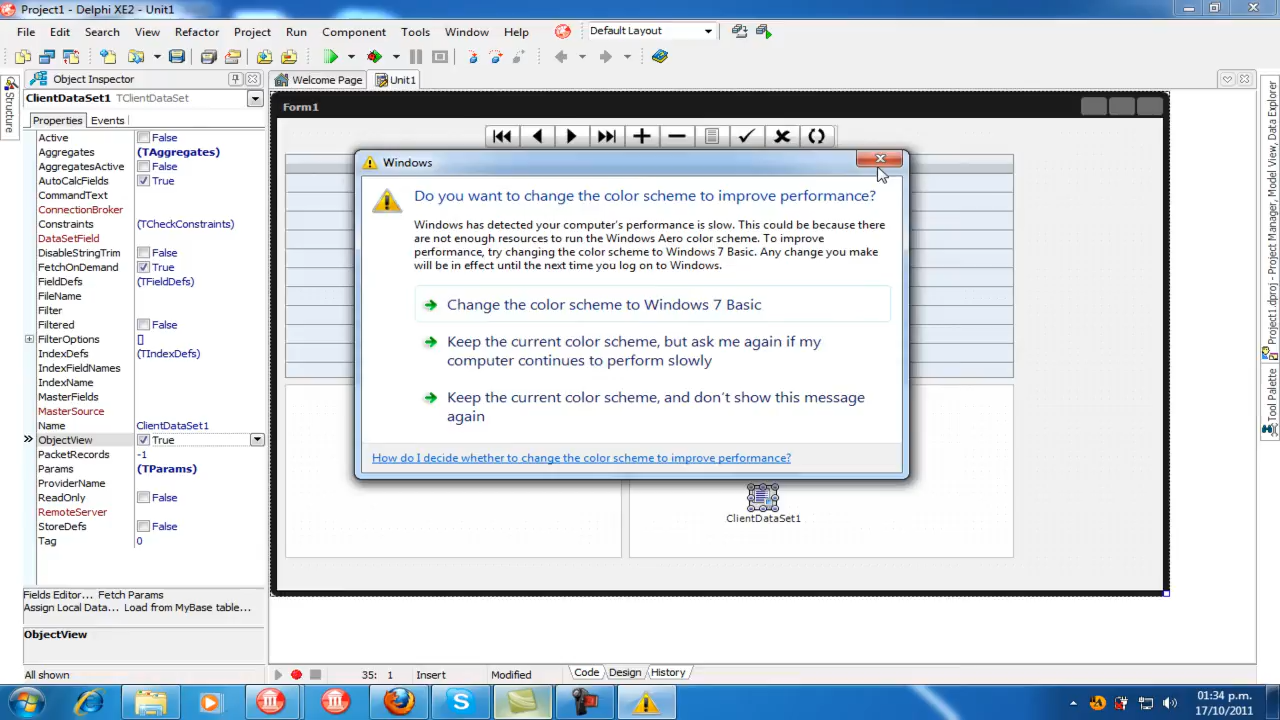 Project1 - Delphi XE2 - Unit1
File Edit Search View Refactor Project Run Component Tools Window Help Default Layout
Object Inspector
Welcome Page Unit1
ClientDataSet1 TClientDataSet
Properties Events
Active False
Aggregates (TAggregates)
AggregatesActive False
AutoCalcFields True
CommandText
ConnectionBroker
Constraints (TCheckConstraints)
DataSetField
DisableStringTrim False
FetchOnDemand True
FieldDefs (TFieldDefs)
FileName
Filter
Filtered False
FilterOptions []
IndexDefs (TIndexDefs)
IndexFieldNames
IndexName
MasterFields
MasterSource
Name ClientDataSet1
ObjectView True
PacketRecords -1
Params (TParams)
ProviderName
ReadOnly False
RemoteServer
StoreDefs False
Tag 0
Fields Editor... Fetch Params
Assign Local Data... Load from MyBase table...
ObjectView
All shown
Structure
Form1
Windows
Do you want to change the color scheme to improve performance?
Windows has detected your computer's performance is slow. This could be because there
are not enough resources to run the Windows Aero color scheme. To improve
performance, try changing the color scheme to Windows 7 Basic. Any change you make
will be in effect until the next time you log on to Windows.
Change the color scheme to Windows 7 Basic
Keep the current color scheme, but ask me again if my
computer continues to perform slowly
Keep the current color scheme, and don't show this message
again
How do I decide whether to change the color scheme to improve performance?
ClientDataSet1
35: 1 Insert Modified Code Design History
Project1.dproj - Project Manager, Model View, Data Explorer
Tool Palette
01:34 p.m.
17/10/2011